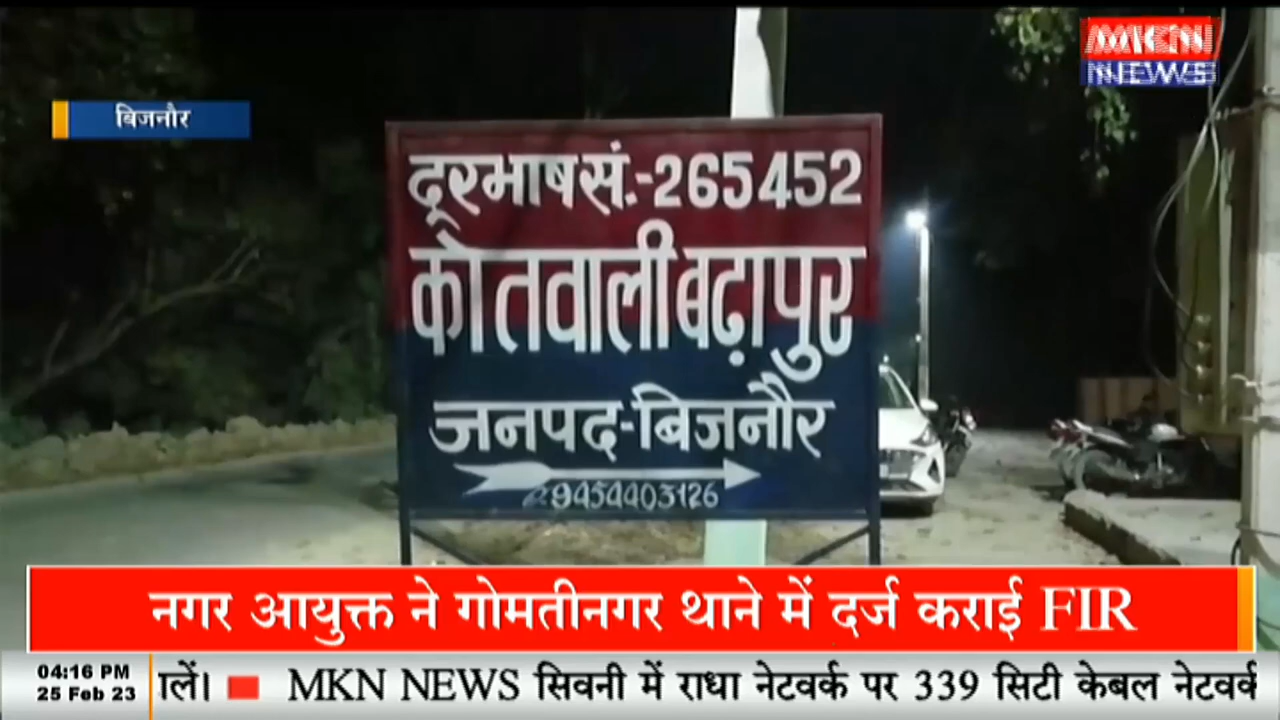 MKN
NEWS
बिजनौर
दूरभाष सं.:-265452
कोतवाली बढ़ापुर
जनपद-बिजनौर
9454403126
नगर आयुक्त ने गोमतीनगर थाने में दर्ज कराई FIR
04:16 PM
25 Feb 23
ालें। MKN NEWS सिवनी में राधा नेटवर्क पर 339 सिटी केबल नेटवर्क